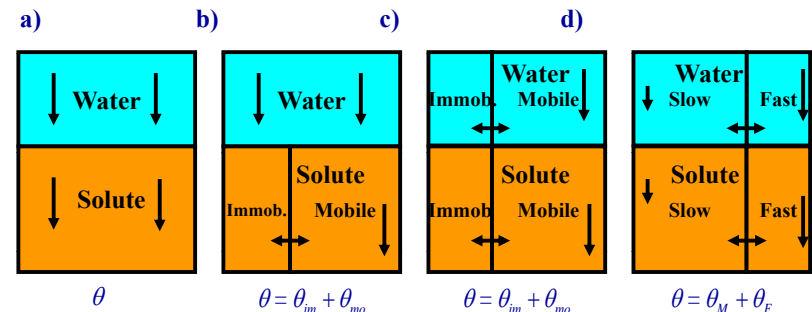 a)
b)
c)
d)
Water
Solute
θ
Water
Solute
Immob.
Mobile
θ = θim + θmo
Water
Immob.
Mobile
Solute
Immob
Mobile
θ = θim + θmo
Water
Slow
Fast
Solute
Slow
Fast
θ = θM + θF